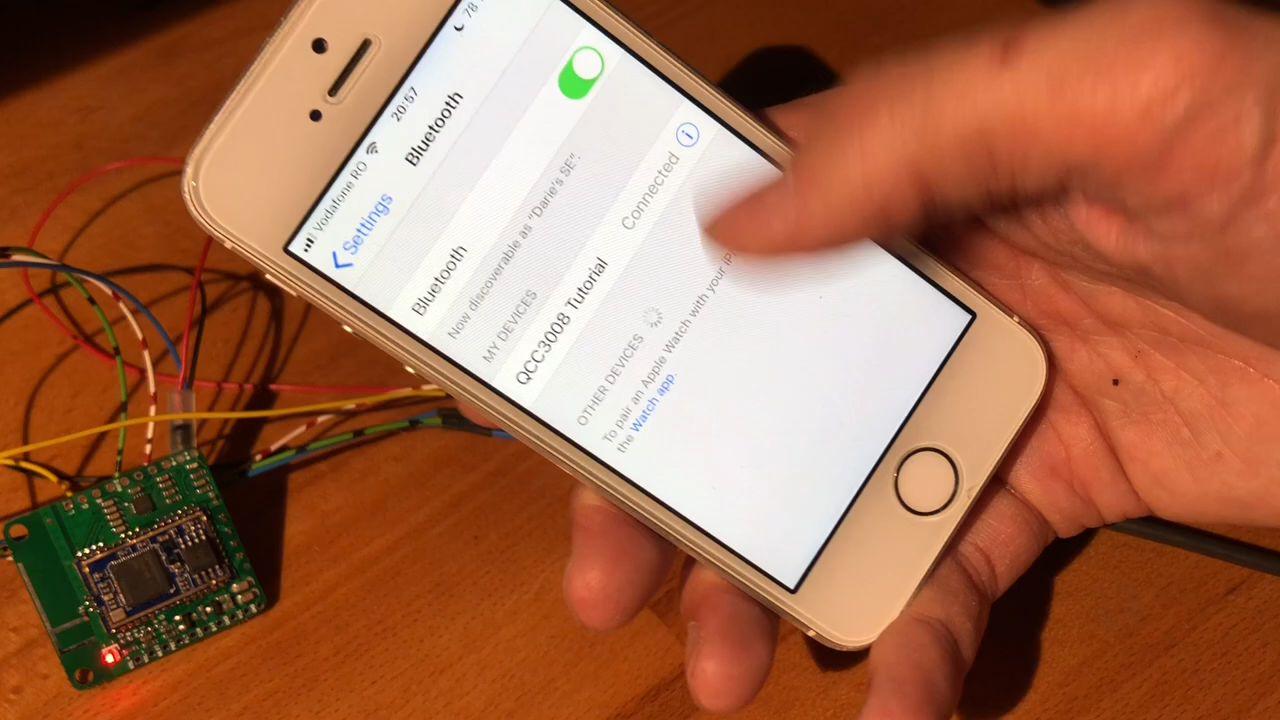 Vodafone RO 20:57 78
Settings Bluetooth
Bluetooth
Now discoverable as "Darie's SE".
MY DEVICES
QCC3008 Tutorial Connected i
OTHER DEVICES
To pair an Apple Watch with your
the Watch app.